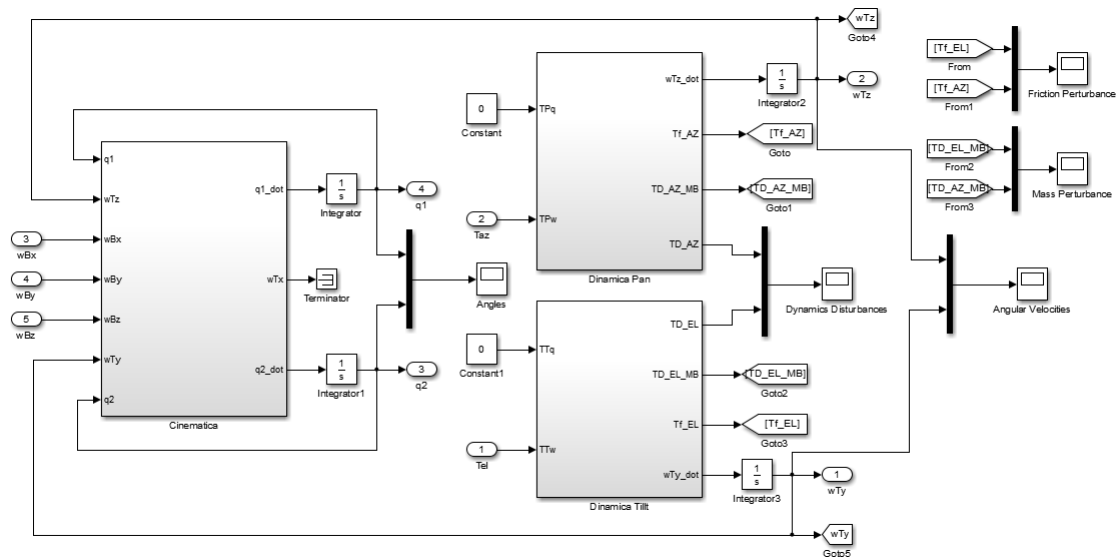 wTz
Goto4
[Tf_EL]
From
[Tf_AZ]
From1
Friction Perturbance
[TD_EL_MB]
From2
[TD_AZ_MB]
From3
Mass Perturbance
q1
wTz
wBx
wBy
wBz
wTy
q2
q1_dot
wTx
q2_dot
Cinematica
3
wBx
4
wBy
5
wBz
1
s
Integrator
4
q1
Terminator
Angles
1
s
Integrator1
3
q2
0
Constant
2
Taz
TPq
TPw
wTz_dot
Tf_AZ
TD_AZ_MB
TD_AZ
Dinamica Pan
1
s
Integrator2
2
wTz
[Tf_AZ]
Goto
[TD_AZ_MB]
Goto1
Dynamics Disturbances
Angular Velocities
0
Constant1
1
Tel
TTq
TTw
TD_EL
TD_EL_MB
Tf_EL
wTy_dot
Dinamica Tillt
[TD_EL_MB]
Goto2
[Tf_EL]
Goto3
1
s
Integrator3
1
wTy
wTy
Goto5